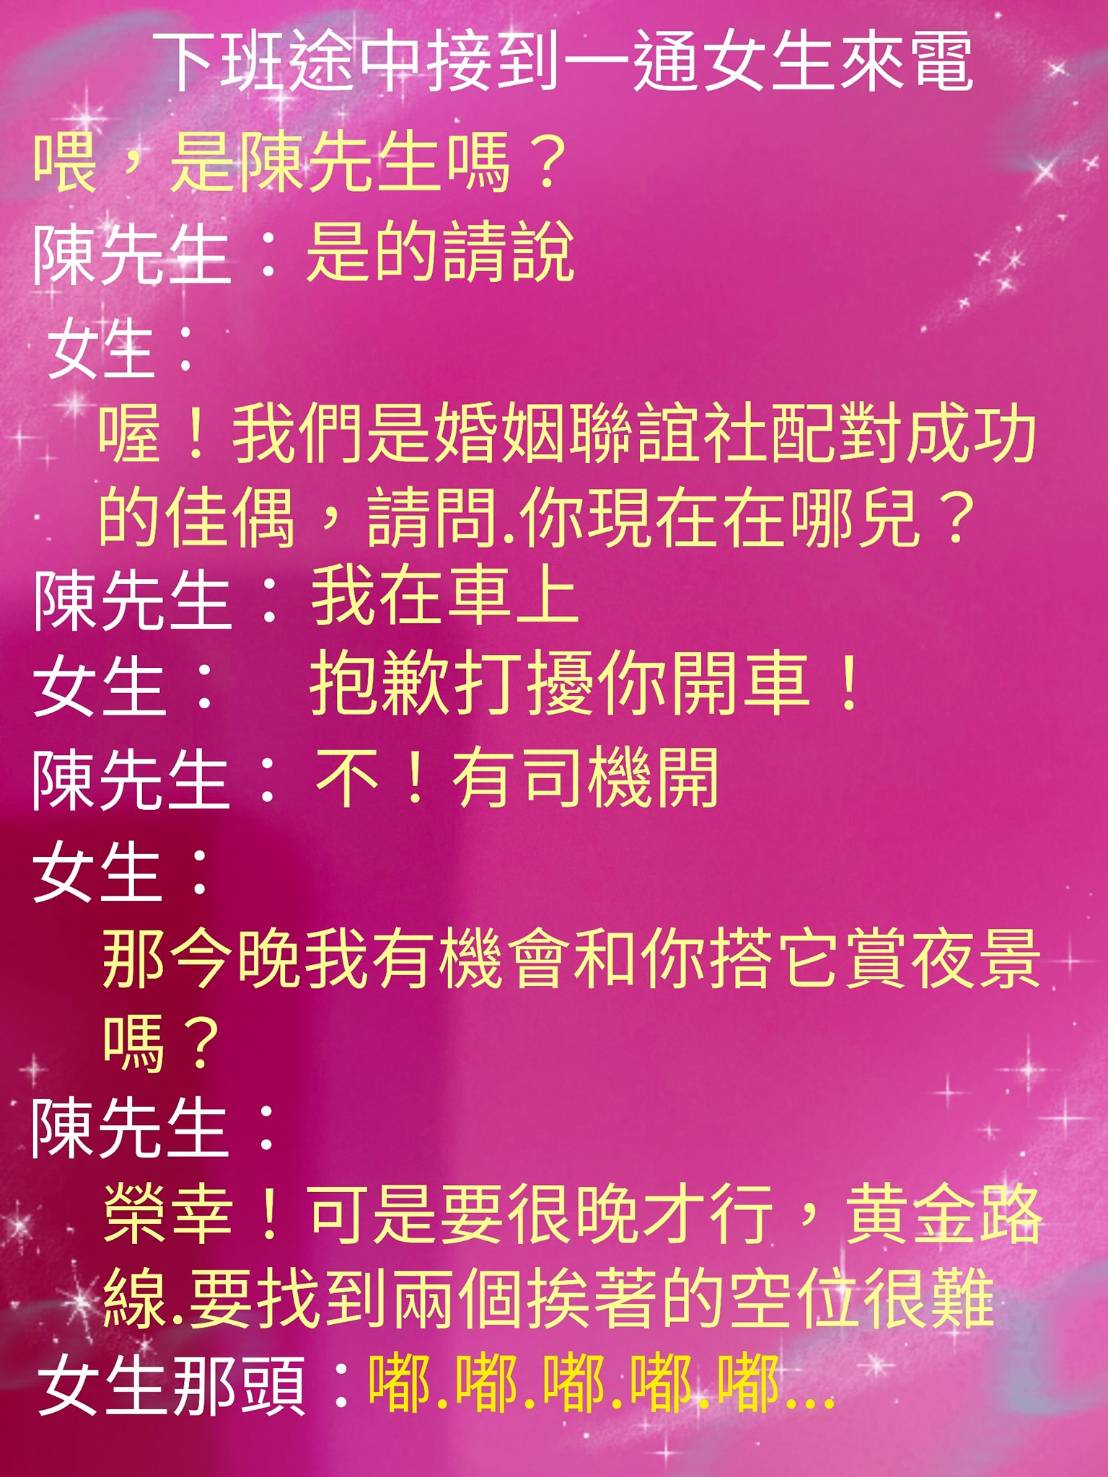 下班途中接到一通女生來電
喂，是陳先生嗎？
陳先生：是的請說
女生：
喔！我們是婚姻聯誼社配對成功
的佳偶，請問.你現在在哪兒？
陳先生：我在車上
女生： 抱歉打擾你開車！
陳先生：不！有司機開
女生：
那今晚我有機會和你搭它賞夜景
嗎？
陳先生：
榮幸！可是要很晚才行，黄金路
線.要找到兩個挨著的空位很難
女生那頭：嘟.嘟.嘟.嘟.嘟...